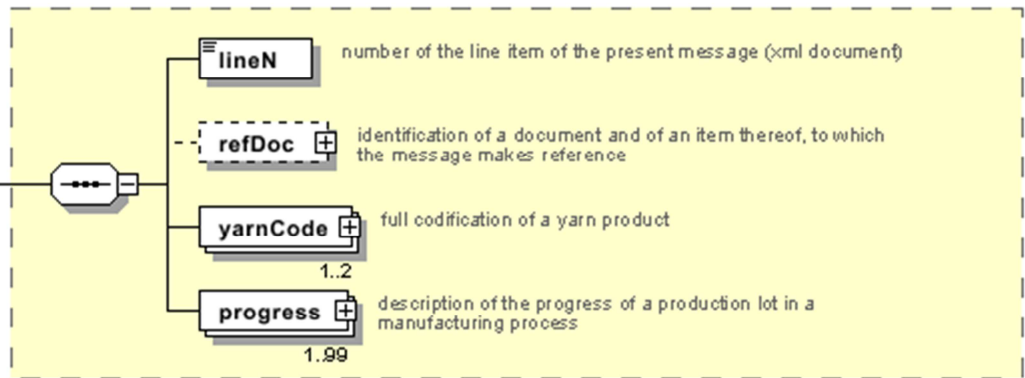 lineN number of the line item of the present message (xml document)
refDoc identification of a document and of an item thereof, to which
the message makes reference
yarnCode full codification of a yarn product
1..2
progress description of the progress of a production lot in a
manufacturing process
1..99